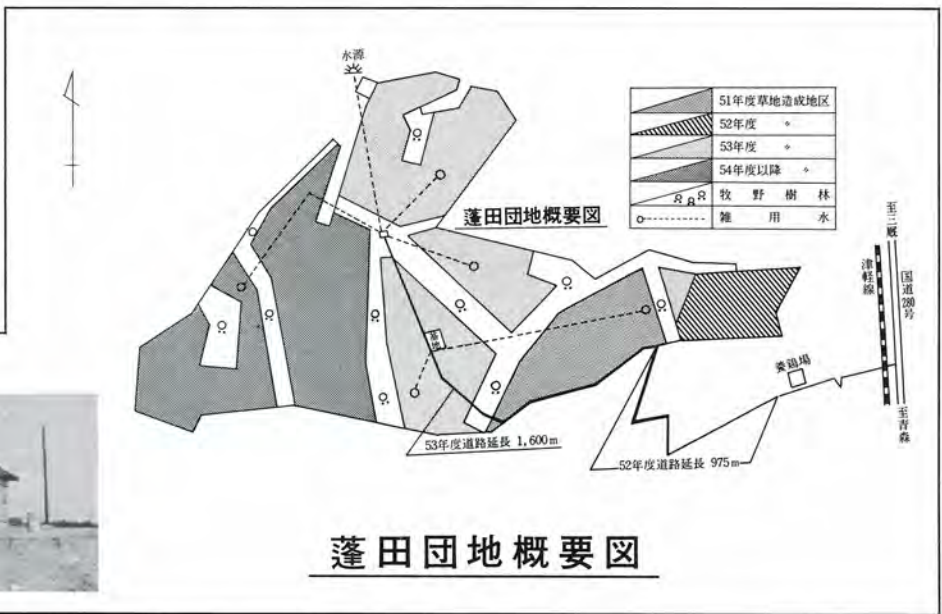 水源
51年度草地造成地区
52年度 〃
53年度 〃
54年度以降 〃
牧野樹林
雑用水
蓬田団地概要図
至三厩
津軽線
国道280号
養鶏場
基地
至青森
53年度道路延長 1,600m
52年度道路延長 975m
蓬田団地概要図